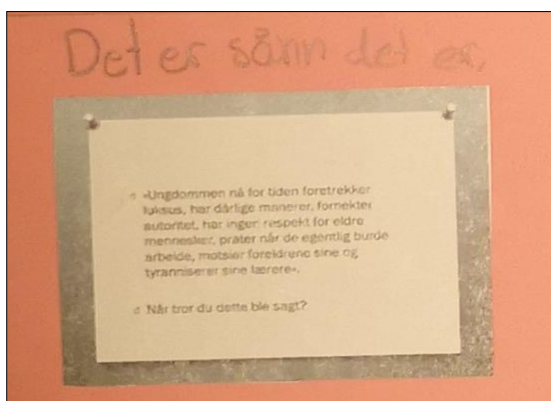 Det er sånn det er.
«Ungdommen nå for tiden foretrekker
luksus, har dårlige manerer, fornekter
autoritet, har ingen respekt for eldre
mennesker, prater når de egentlig burde
arbeide, motsier foreldrene sine og
tyranniserer sine lærere».
Når tror du dette ble sagt?